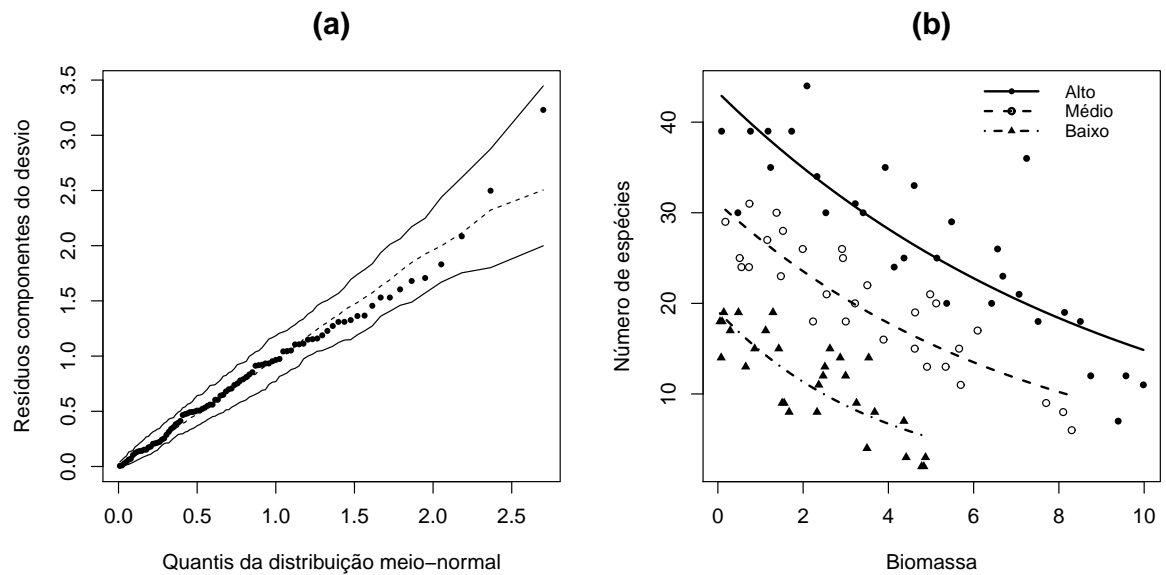 (a)
Resíduos componentes do desvio
3.5
3.0
2.5
2.0
1.5
1.0
0.5
0.0
0.0 0.5 1.0 1.5 2.0 2.5
Quantis da distribuição meio−normal
(b)
Número de espécies
40
30
20
10
Alto
Médio
Baixo
0 2 4 6 8 10
Biomassa